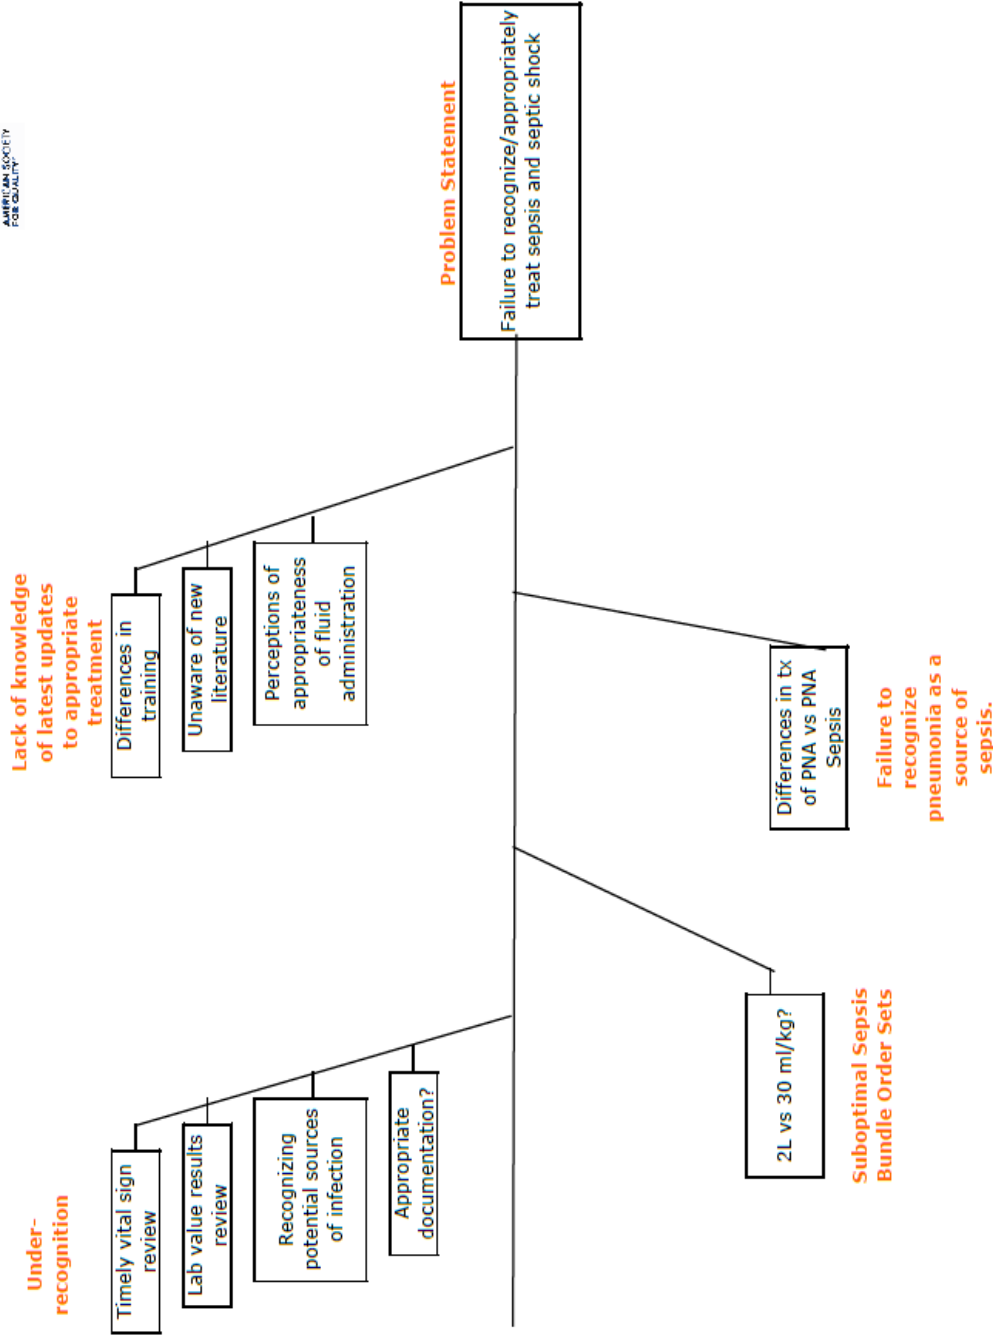 AMERICAN SOCIETY
FOR QUALITY
Under-
recognition
Timely vital sign
review
Lab value results
review
Recognizing
potential sources
of infection
Appropriate
documentation?
Lack of knowledge
of latest updates
to appropriate
treatment
Differences in
training
Unaware of new
literature
Perceptions of
appropriateness
of fluid
administration
Problem Statement
Failure to recognize/appropriately
treat sepsis and septic shock
2L vs 30 ml/kg?
Suboptimal Sepsis
Bundle Order Sets
Differences in tx
of PNA vs PNA
Sepsis
Failure to
recognize
pneumonia as a
source of
sepsis.